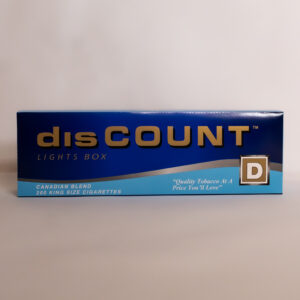 disCOUNT™
LIGHTS BOX
D
CANADIAN BLEND
200 KING SIZE CIGARETTES
"Quality Tobacco At A
Price You'll Love"